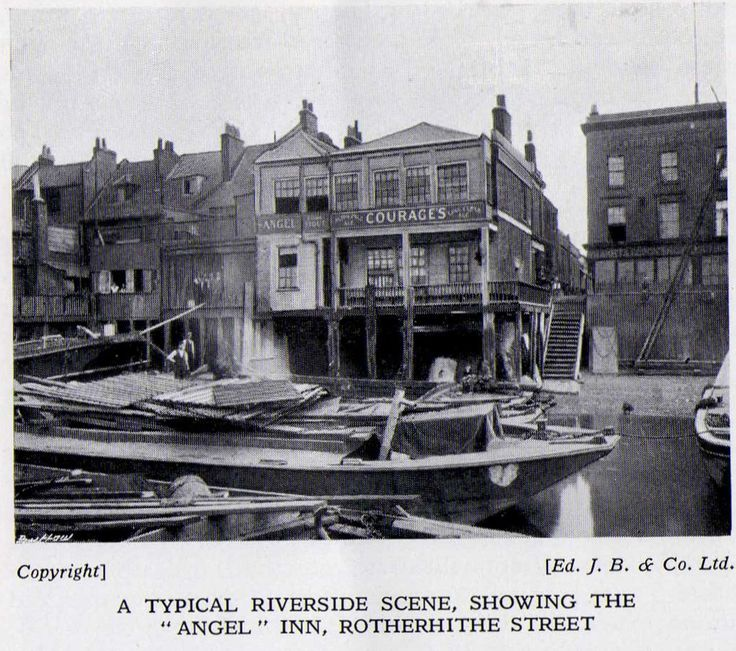 ANGEL
COURAGES
Copyright]
[Ed. J. B. & Co. Ltd.
A TYPICAL RIVERSIDE SCENE, SHOWING THE
“ANGEL” INN, ROTHERHITHE STREET